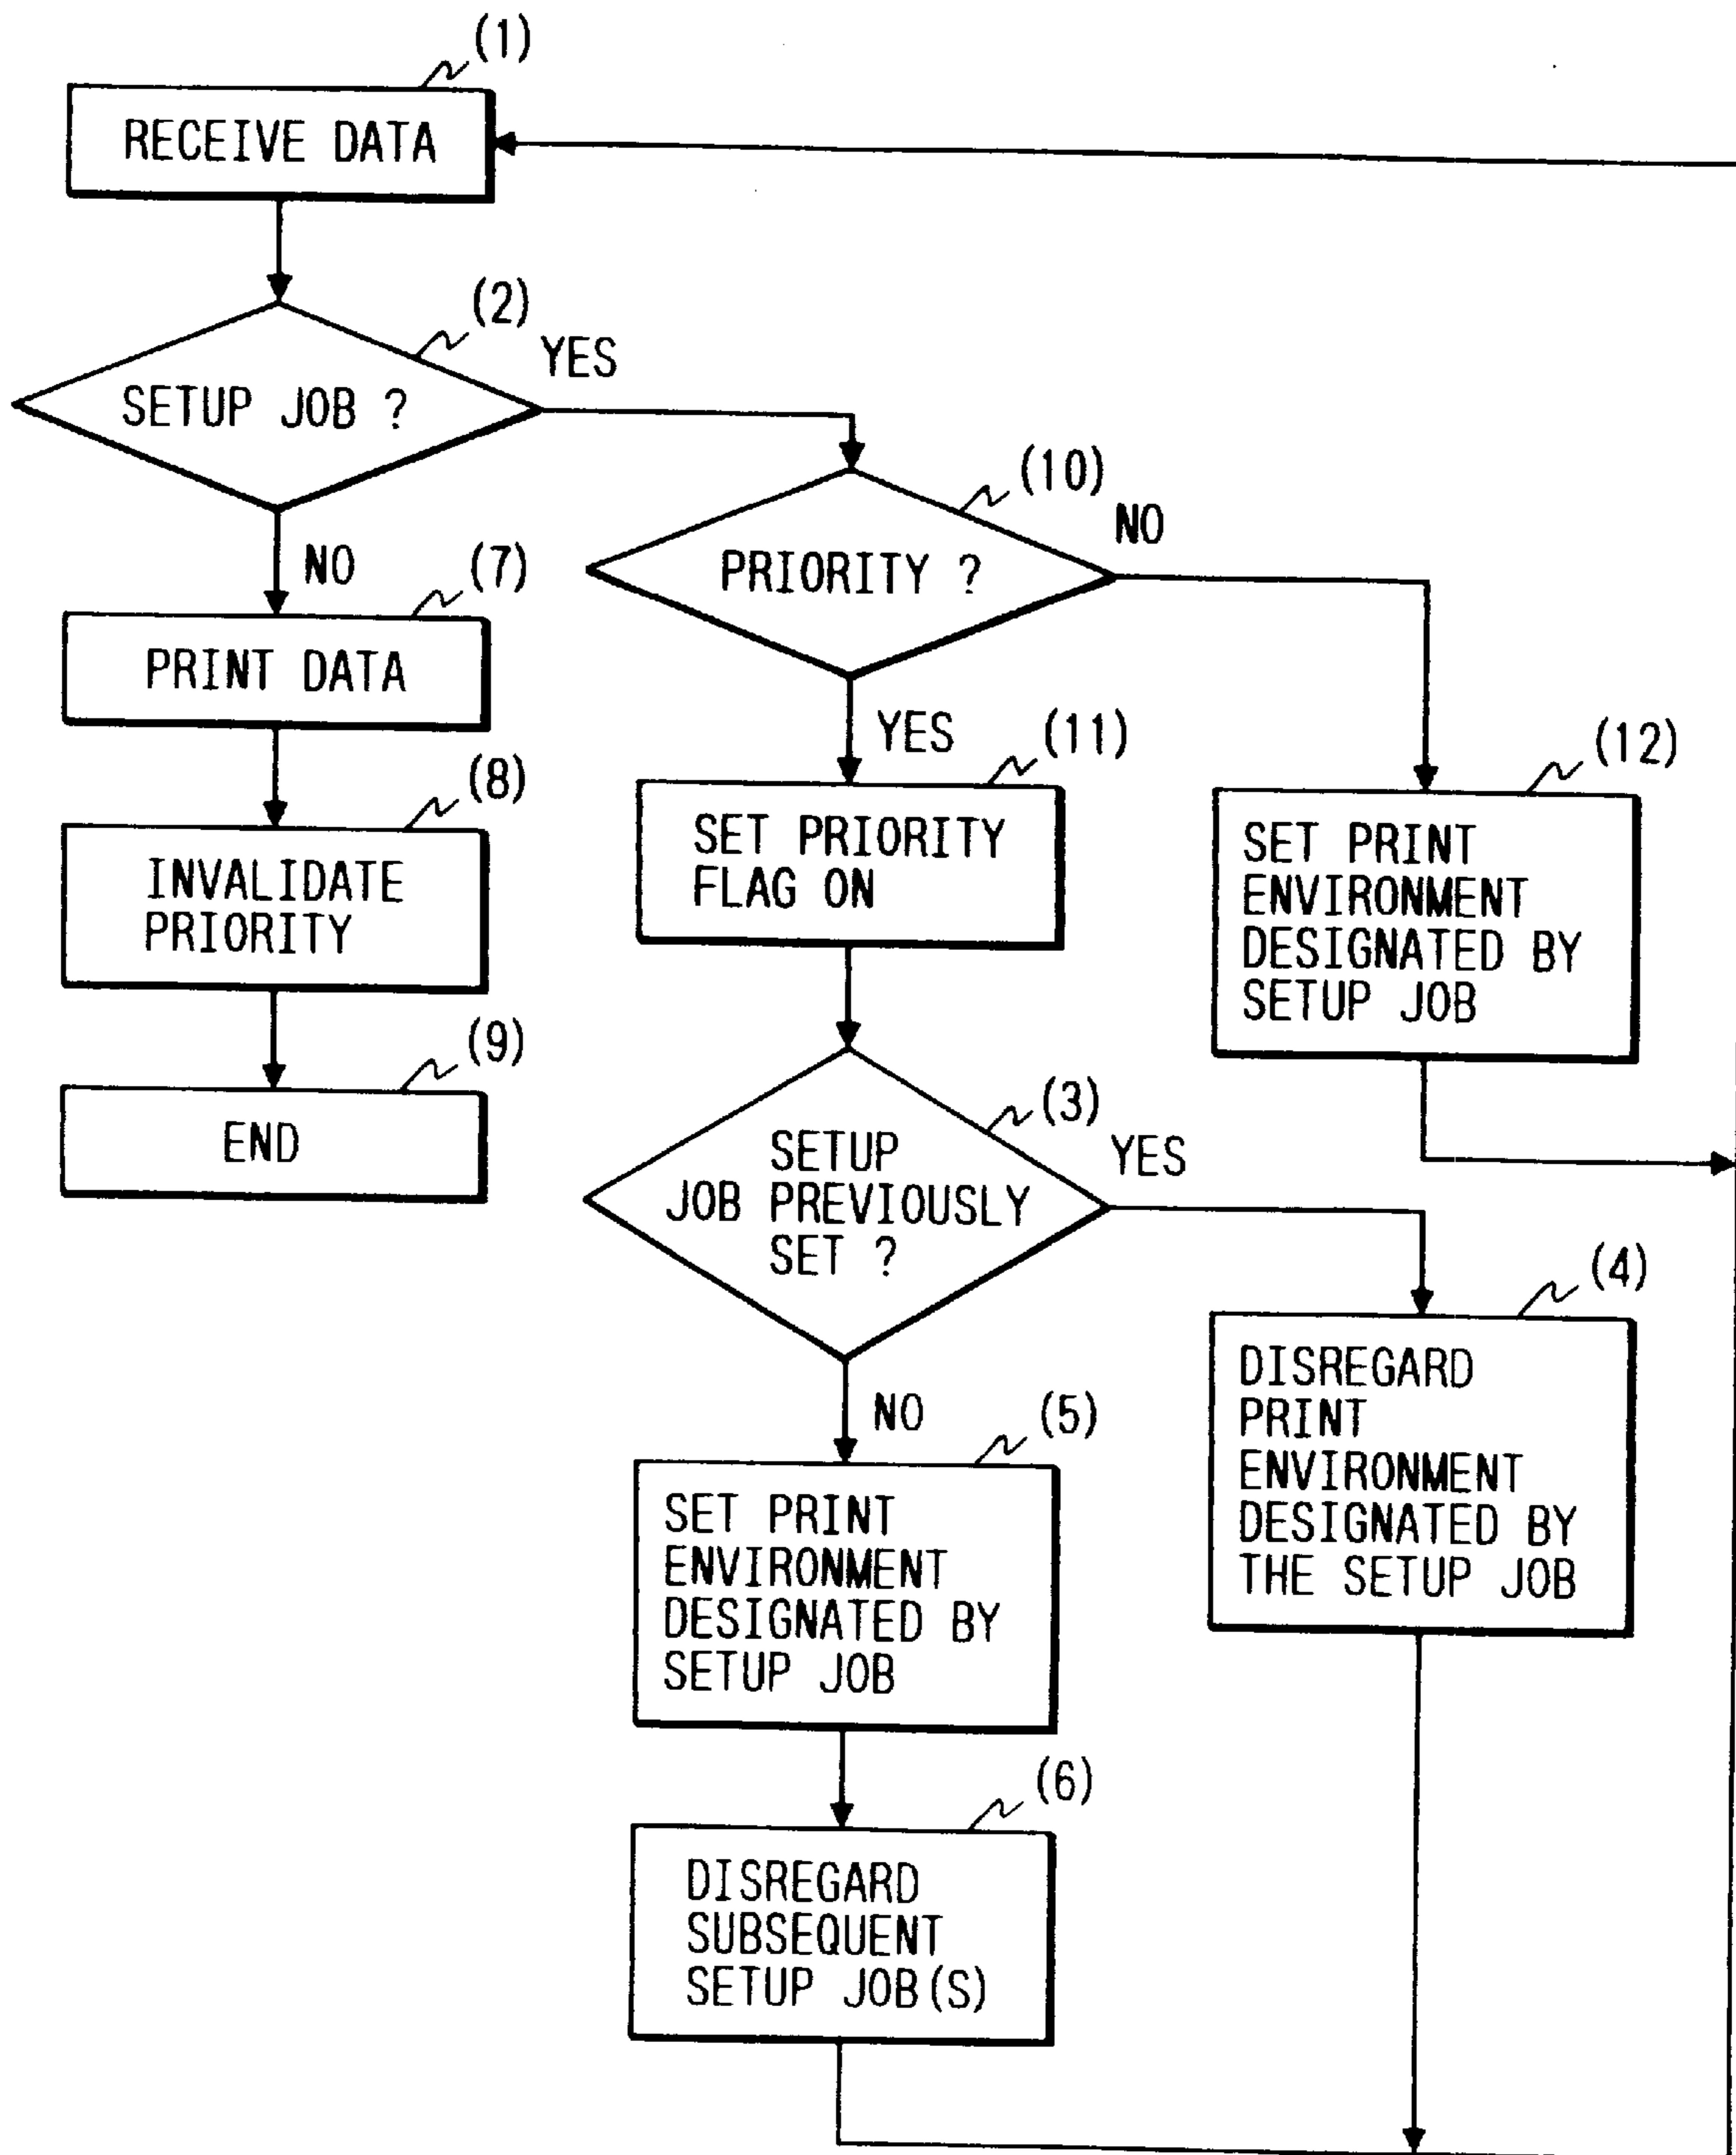 (1)
RECEIVE DATA
(2)
YES
SETUP JOB ?
(10)
NO
PRIORITY ?
NO
(7)
PRINT DATA
YES
(11)
(12)
(8)
SET PRIORITY
FLAG ON
SET PRINT
ENVIRONMENT
DESIGNATED BY
SETUP JOB
INVALIDATE
PRIORITY
(9)
END
(3)
YES
SETUP
JOB PREVIOUSLY
SET ?
(4)
DISREGARD
PRINT
ENVIRONMENT
DESIGNATED BY
THE SETUP JOB
NO
(5)
SET PRINT
ENVIRONMENT
DESIGNATED BY
SETUP JOB
(6)
DISREGARD
SUBSEQUENT
SETUP JOB(S)